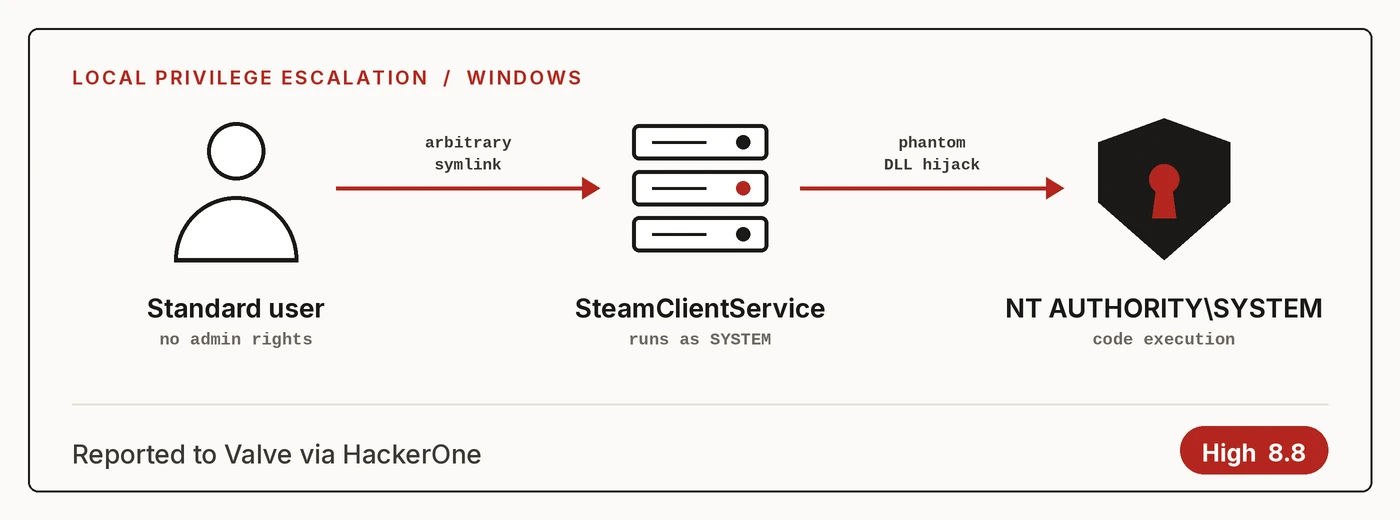 LOCAL PRIVILEGE ESCALATION / WINDOWS
arbitrary
symlink
phantom
DLL hijack
Standard user
no admin rights
SteamClientService
runs as SYSTEM
NT AUTHORITY\SYSTEM
code execution
Reported to Valve via HackerOne
High 8.8